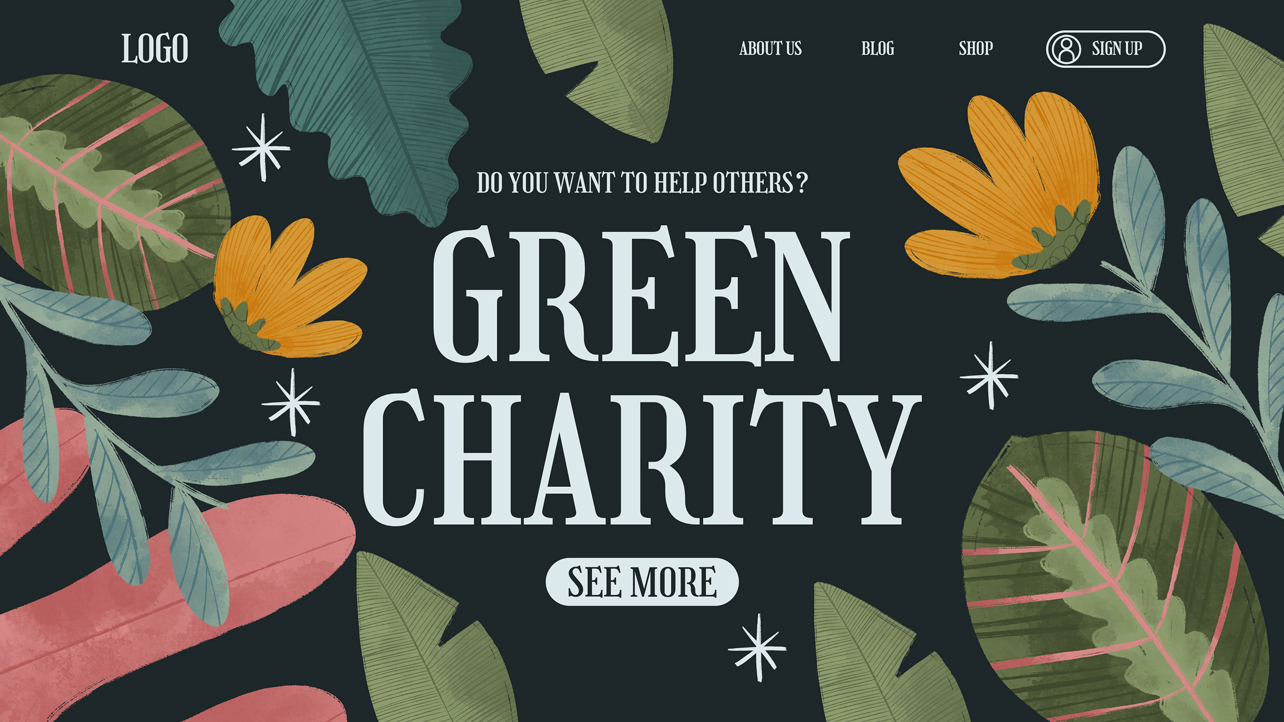 LOGO
ABOUT US
BLOG
SHOP
SIGN UP
DO YOU WANT TO HELP OTHERS?
GREEN
CHARITY
SEE MORE